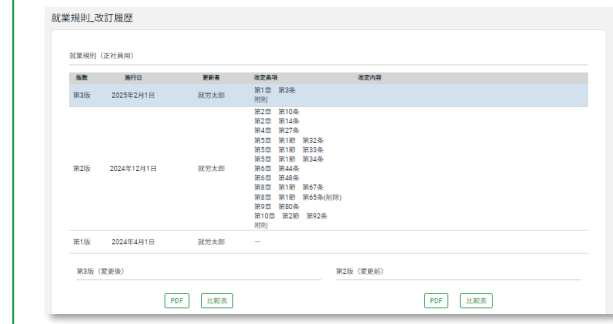 就業規則_改訂履歴
就業規則（正社員用）
版数 施行日 更新者 改定条項 改定内容
第3版 2025年2月1日 就労太郎 第1章 第3条
附則
第2章 第10条
第2章 第14条
第4章 第27条
第5章 第1節 第32条
第5章 第1節 第33条
第5章 第1節 第34条
第6章 第44条
第6章 第48条
第2版 2024年12月1日 就労太郎 第8章 第1節 第67条
第8章 第1節 第65条(削除)
第9章 第80条
第10章 第2節 第92条
附則
第1版 2024年4月1日 就労太郎 ー
第3版（変更後） 第2版（変更前）
PDF 比較表 PDF 比較表